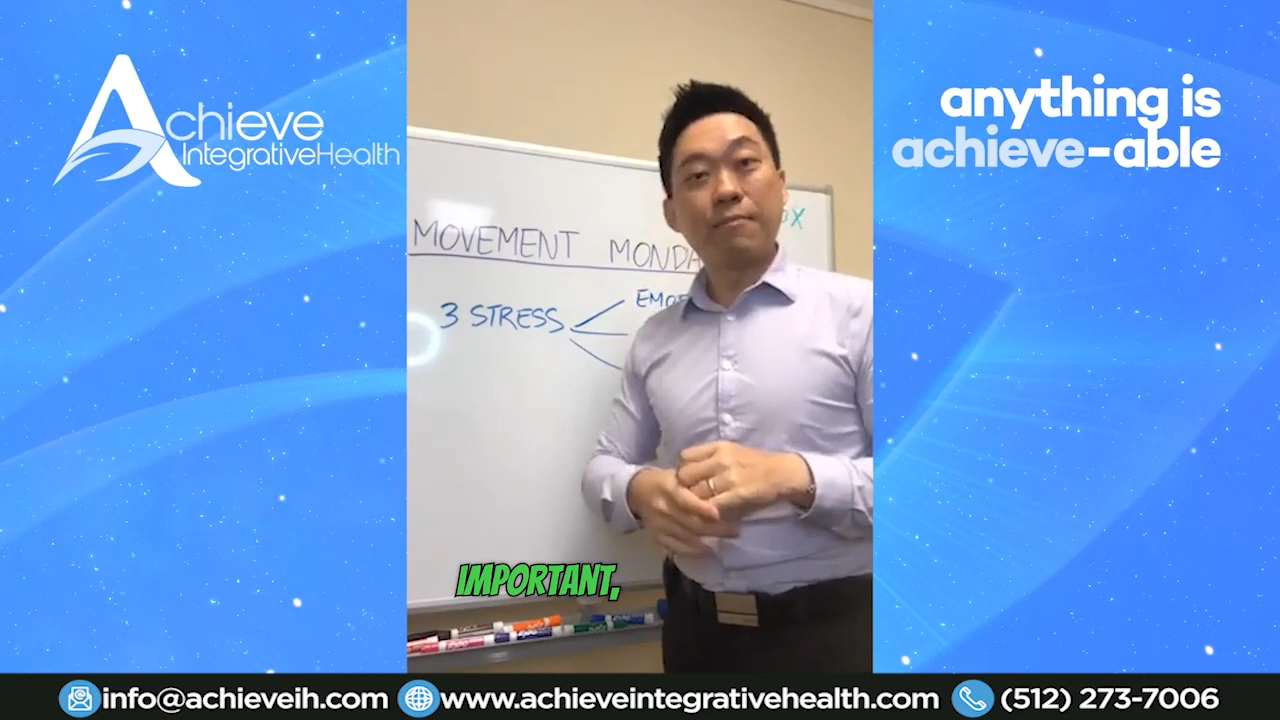 Achieve
IntegrativeHealth
anything is
achieve-able
MOVEMENT MONDA
3 STRESS
EMO
X
IMPORTANT,
info@achieveih.com
www.achieveintegrativehealth.com
(512) 273-7006